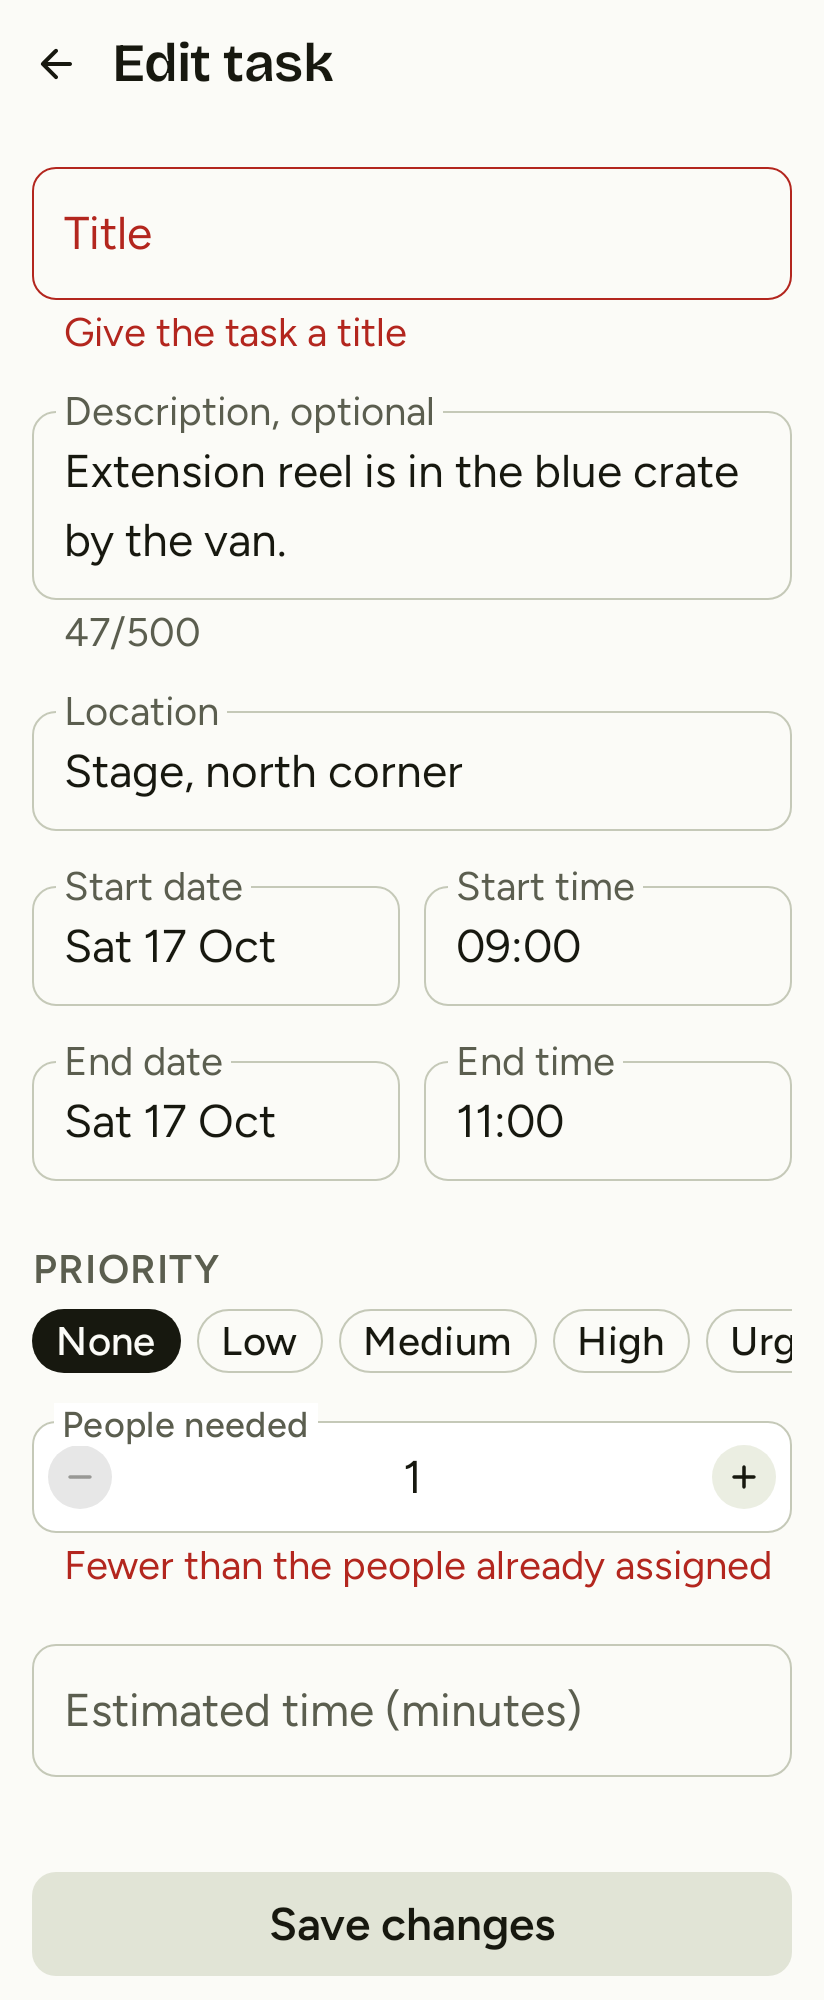 Edit task
Title
Give the task a title
Description, optional
Extension reel is in the blue crate
by the van.
47/500
Location
Stage, north corner
Start date
Start time
Sat 17 Oct
09:00
End date
End time
Sat 17 Oct
11:00
PRIORITY
None Low Medium High Urg
People needed
1
Fewer than the people already assigned
Estimated time (minutes)
Save changes